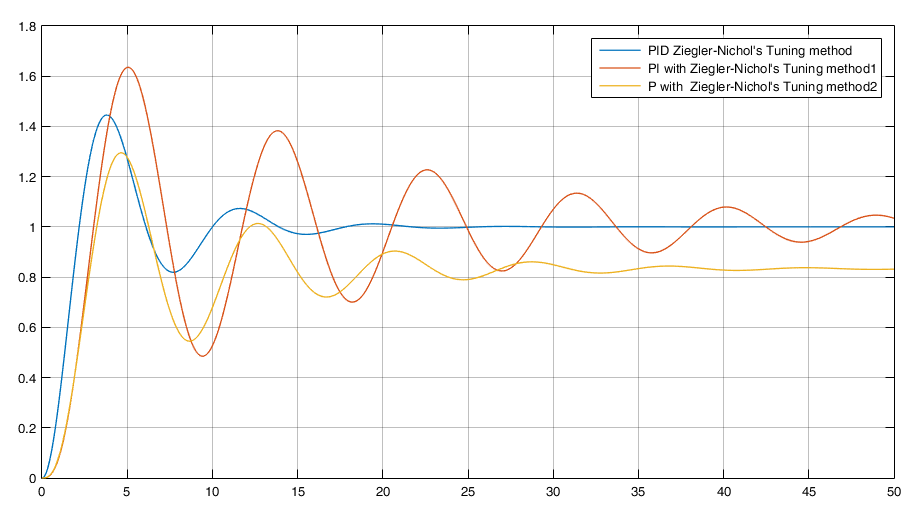 1.8
1.6
1.4
1.2
1
0.8
0.6
0.4
0.2
0
PID Ziegler-Nichol's Tuning method
PI with Ziegler-Nichol's Tuning method1
P with  Ziegler-Nichol's Tuning method2
0 5 10 15 20 25 30 35 40 45 50